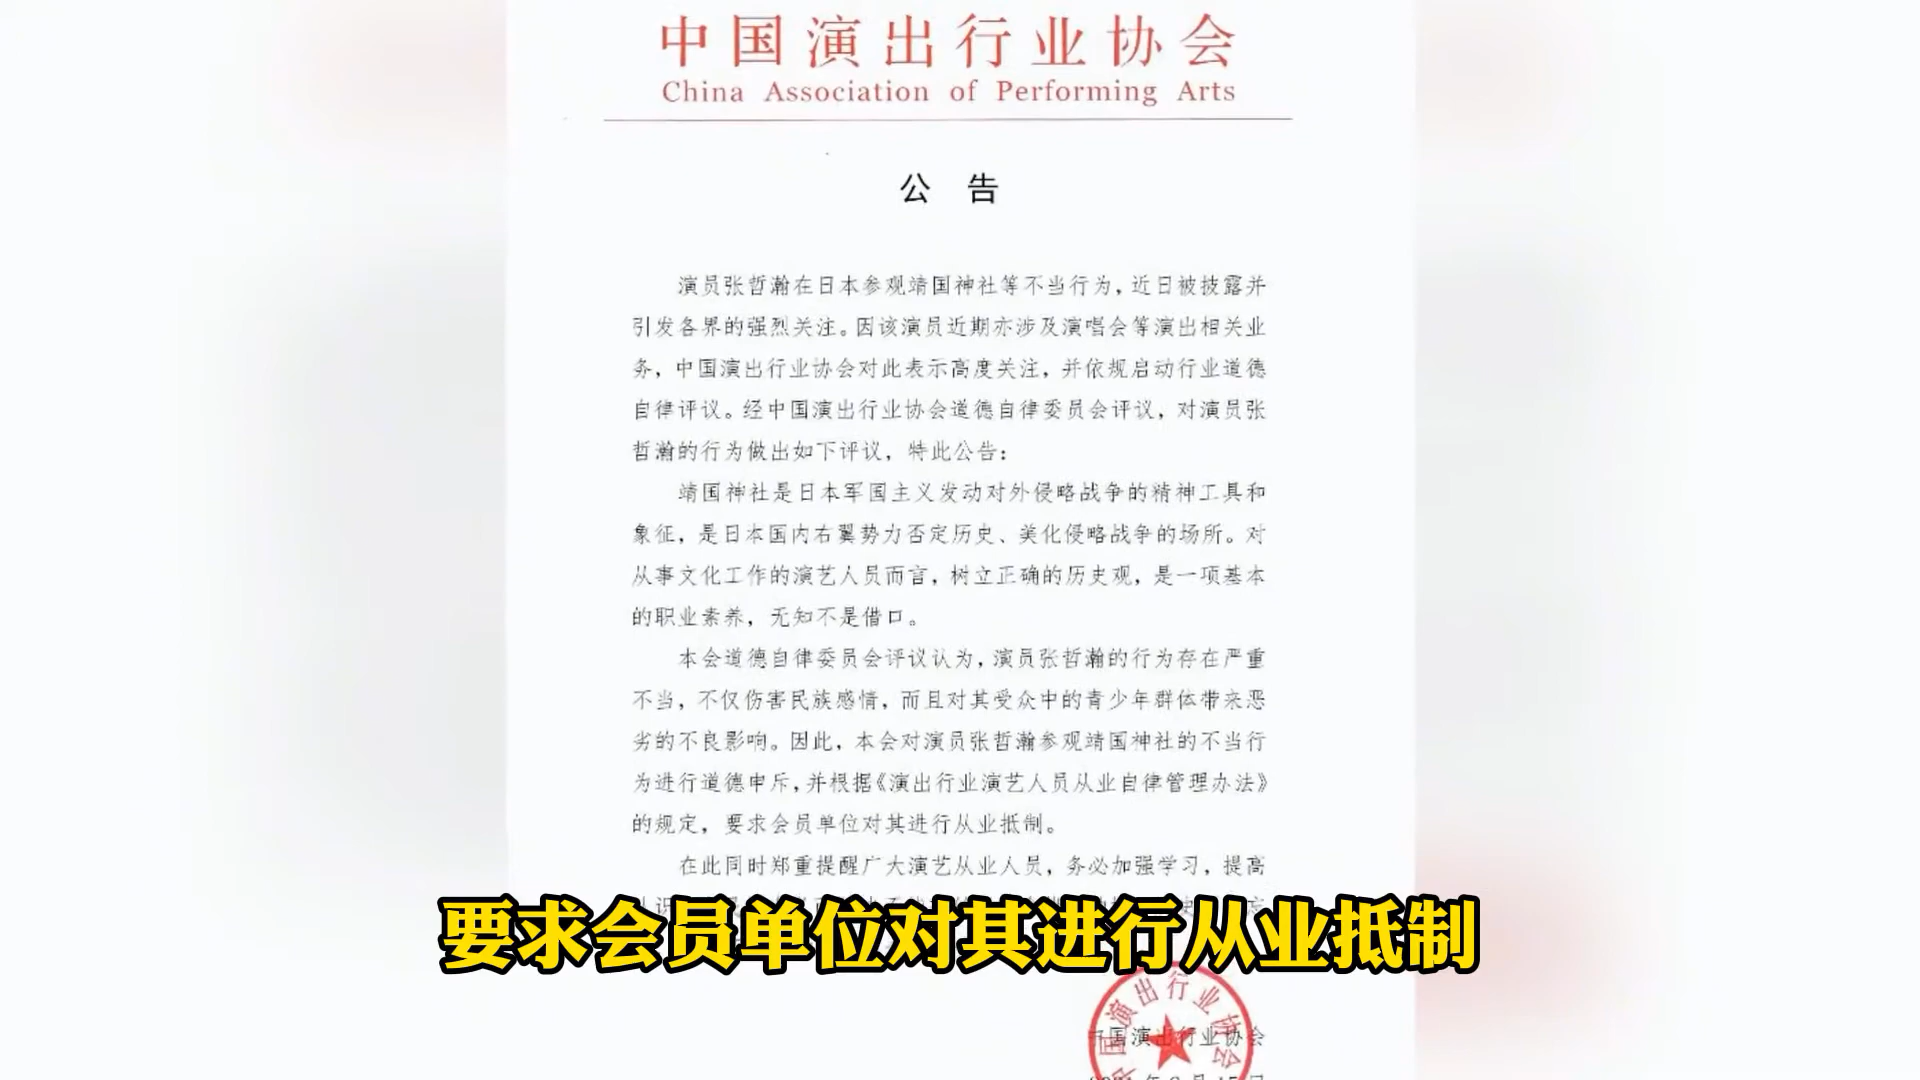 中国演出行业协会
China Association of Performing Arts
公 告
演员张哲瀚在日本参观靖国神社等不当行为，近日被披露并
引发各界的强烈关注。因该演员近期亦涉及演唱会等演出相关业
务，中国演出行业协会对此表示高度关注，并依规启动行业道德
自律评议。经中国演出行业协会道德自律委员会评议，对演员张
哲瀚的行为做出如下评议，特此公告：
靖国神社是日本军国主义发动对外侵略战争的精神工具和
象征，是日本国内右翼势力否定历史、美化侵略战争的场所。对
从事文化工作的演艺人员而言，树立正确的历史观，是一项基本
的职业素养，无知不是借口。
本会道德自律委员会评议认为，演员张哲瀚的行为存在严重
不当，不仅伤害民族感情，而且对其受众中的青少年群体带来恶
劣的不良影响。因此，本会对演员张哲瀚参观靖国神社的不当行
为进行道德申斥，并根据《演出行业演艺人员从业自律管理办法》
的规定，要求会员单位对其进行从业抵制。
在此同时郑重提醒广大演艺从业人员，务必加强学习，提高
要求会员单位对其进行从业抵制
中国演出行业协会
中国演出行业协会